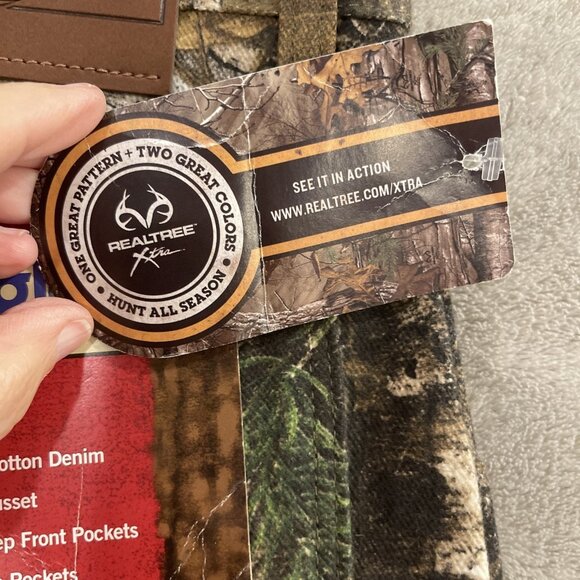 ONE GREAT PATTERN + TWO GREAT COLORS
• HUNT ALL SEASON •
REALTREE
Xtra
SEE IT IN ACTION
WWW.REALTREE.COM/XTRA
otton Denim
usset
ep Front Pockets
Pockets